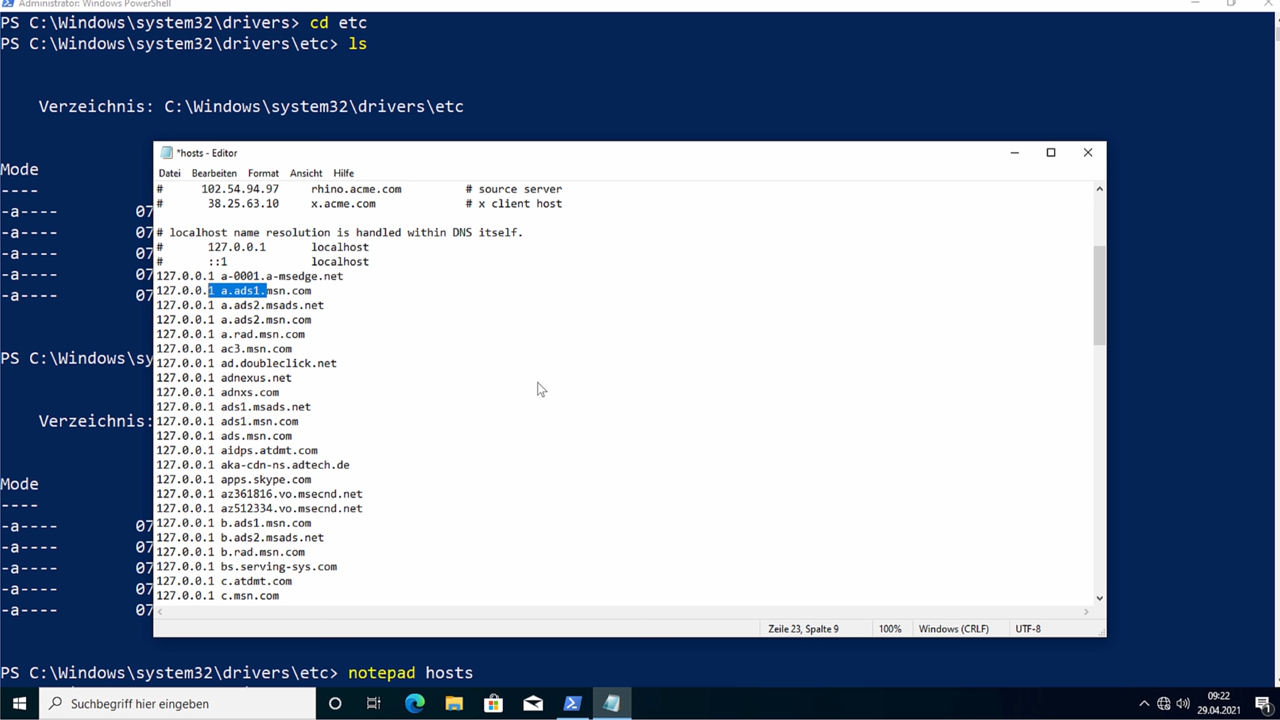 Administrator: Windows PowerShell
PS C:\Windows\system32\drivers> cd etc
PS C:\Windows\system32\drivers\etc> ls
Verzeichnis: C:\Windows\system32\drivers\etc
Mode
----
-a---- 07
-a---- 07
-a---- 07
-a---- 07
-a---- 07
PS C:\Windows\sy
Verzeichnis:
Mode
----
-a---- 07
-a---- 07
-a---- 07
-a---- 07
-a---- 07
PS C:\Windows\system32\drivers\etc> notepad hosts
*hosts - Editor
Datei Bearbeiten Format Ansicht Hilfe
# 102.54.94.97 rhino.acme.com # source server
# 38.25.63.10 x.acme.com # x client host
# localhost name resolution is handled within DNS itself.
# 127.0.0.1 localhost
# ::1 localhost
127.0.0.1 a-0001.a-msedge.net
127.0.0.1 a.ads1.msn.com
127.0.0.1 a.ads2.msads.net
127.0.0.1 a.ads2.msn.com
127.0.0.1 a.rad.msn.com
127.0.0.1 ac3.msn.com
127.0.0.1 ad.doubleclick.net
127.0.0.1 adnexus.net
127.0.0.1 adnxs.com
127.0.0.1 ads1.msads.net
127.0.0.1 ads1.msn.com
127.0.0.1 ads.msn.com
127.0.0.1 aidps.atdmt.com
127.0.0.1 aka-cdn-ns.adtech.de
127.0.0.1 apps.skype.com
127.0.0.1 az361816.vo.msecnd.net
127.0.0.1 az512334.vo.msecnd.net
127.0.0.1 b.ads1.msn.com
127.0.0.1 b.ads2.msads.net
127.0.0.1 b.rad.msn.com
127.0.0.1 bs.serving-sys.com
127.0.0.1 c.atdmt.com
127.0.0.1 c.msn.com
Zeile 23, Spalte 9 100% Windows (CRLF) UTF-8
Suchbegriff hier eingeben
09:22
29.04.2021
1